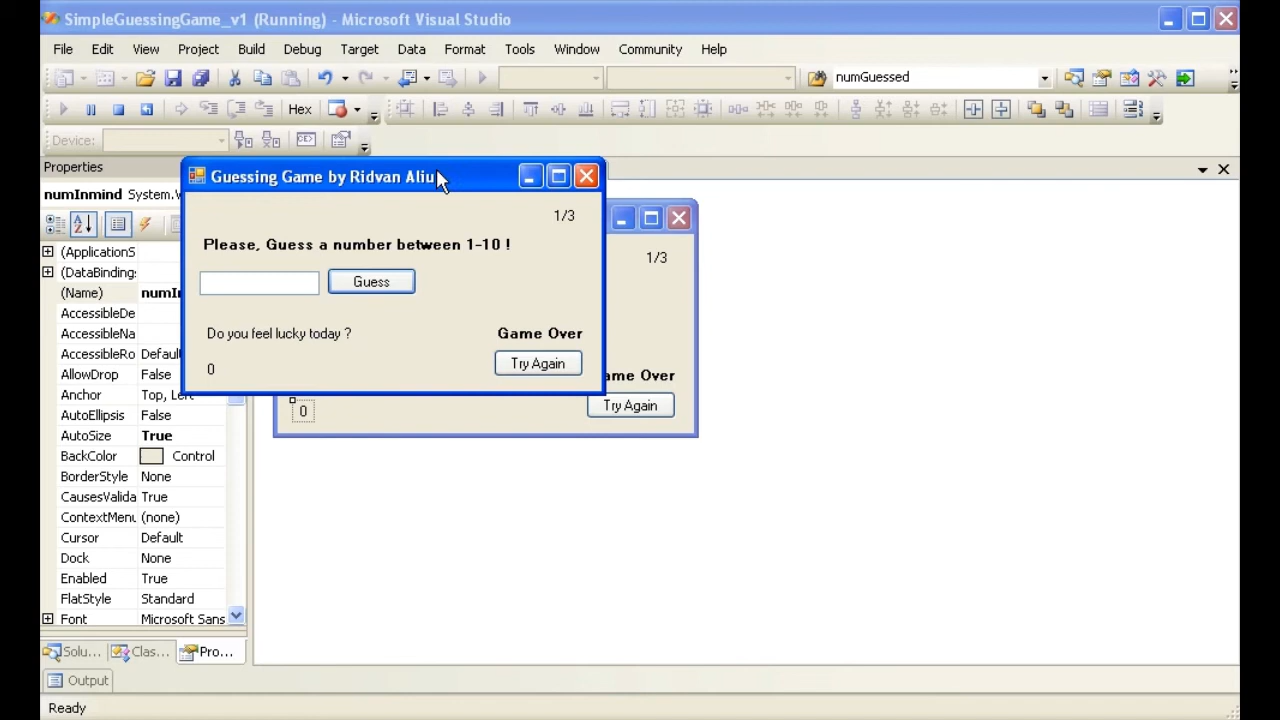 SimpleGuessingGame_v1 (Running) - Microsoft Visual Studio
File Edit View Project Build Debug Target Data Format Tools Window Community Help
numGuessed
Hex
Device:
Properties
numInmind System.
Guessing Game by Ridvan Aliu
1/3
Please, Guess a number between 1-10 !
Guess
Do you feel lucky today ?
Game Over
0
Try Again
1/3
ame Over
0
Try Again
(Applications
(DataBinding:
(Name) numI
AccessibleDe
AccessibleNa
AccessibleRo Defau
AllowDrop False
Anchor Top, Lef
AutoEllipsis False
AutoSize True
BackColor Control
BorderStyle None
CausesValida True
ContextMenu (none)
Cursor Default
Dock None
Enabled True
FlatStyle Standard
Font Microsoft Sans
Solu... Clas... Pro...
Output
Ready